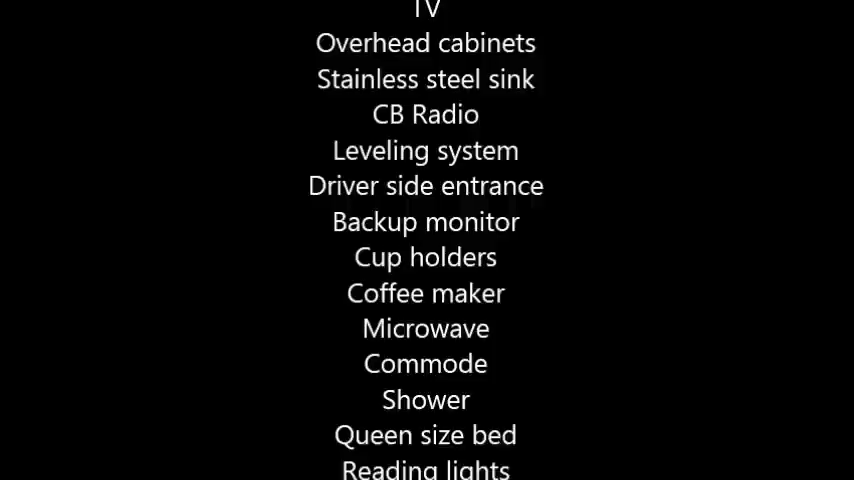 TV
Overhead cabinets
Stainless steel sink
CB Radio
Leveling system
Driver side entrance
Backup monitor
Cup holders
Coffee maker
Microwave
Commode
Shower
Queen size bed
Reading lights